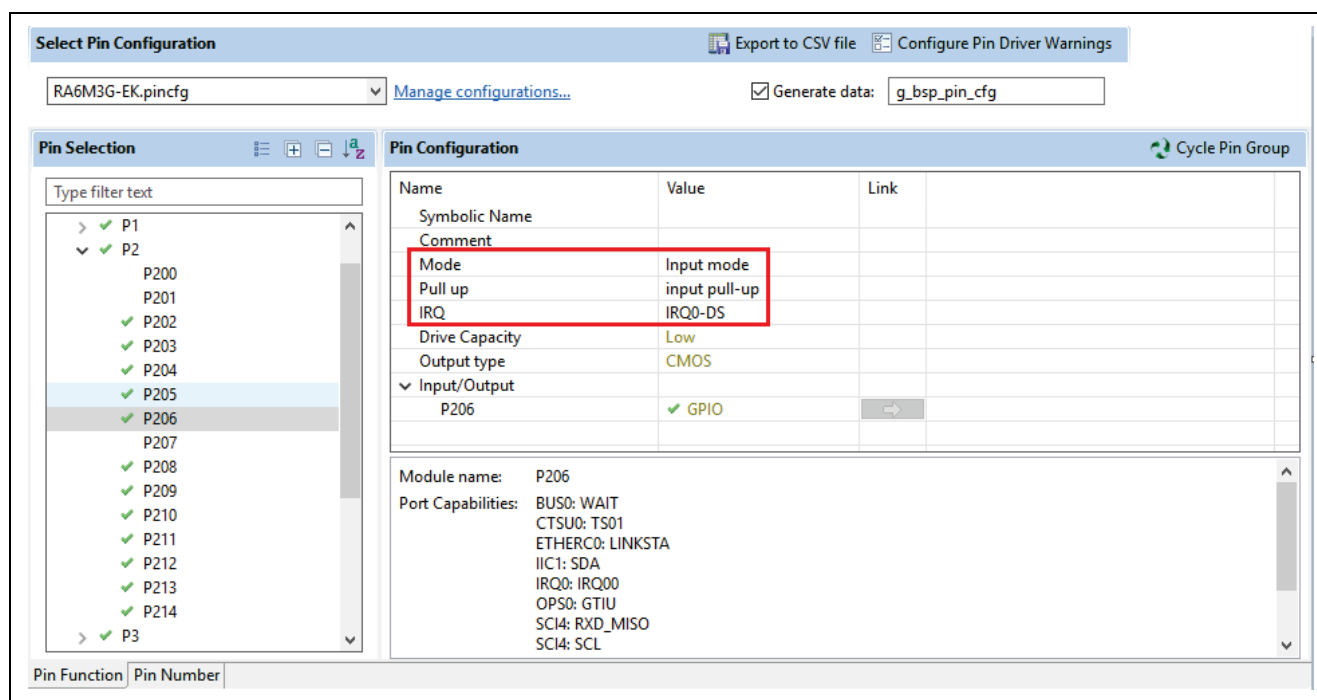 Select Pin Configuration Export to CSV file Configure Pin Driver Warnings
RA6M3G-EK.pincfg Manage configurations... Generate data: g_bsp_pin_cfg
Pin Selection
Type filter text
P1
P2
P200
P201
P202
P203
P204
P205
P206
P207
P208
P209
P210
P211
P212
P213
P214
P3
Pin Configuration Cycle Pin Group
Name Value Link
Symbolic Name
Comment
Mode Input mode
Pull up input pull-up
IRQ IRQ0-DS
Drive Capacity Low
Output type CMOS
Input/Output
P206 GPIO
Module name: P206
Port Capabilities: BUS0: WAIT
CTSU0: TS01
ETHERC0: LINKSTA
IIC1: SDA
IRQ0: IRQ00
OPS0: GTIU
SCI4: RXD_MISO
SCI4: SCL
Pin Function Pin Number